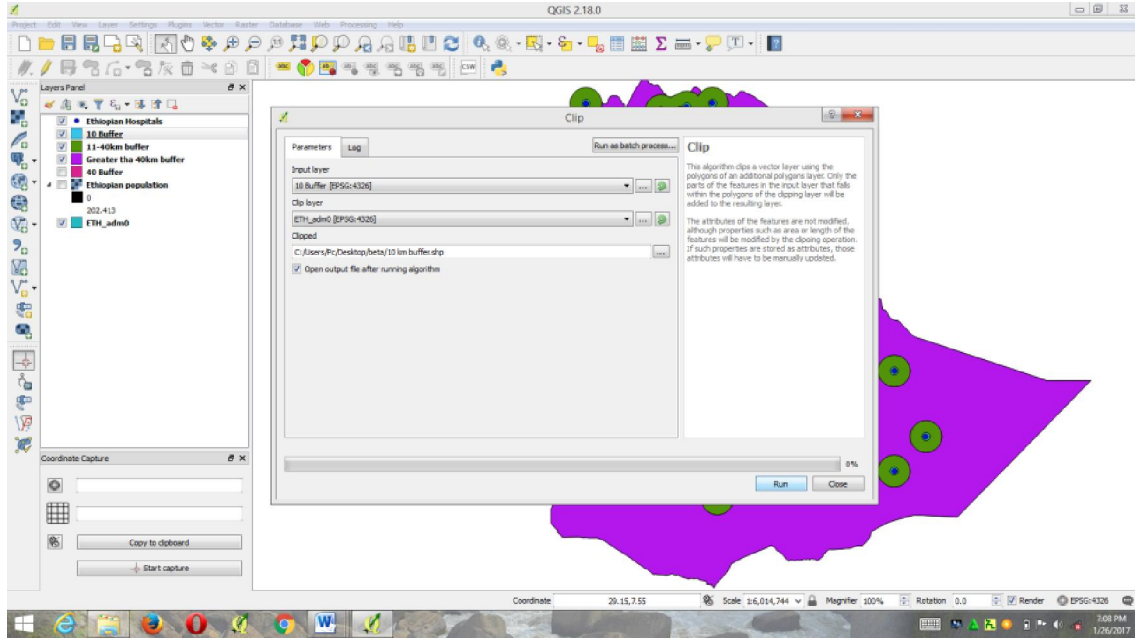 QGIS 2.18.0
Project Edit View Layer Settings Plugins Vector Raster Database Web Processing Help
Layers Panel
Ethiopian Hospitals
10 Buffer
11-40km buffer
Greater tha 40km buffer
40 Buffer
Ethiopian population
0
202.413
ETH_adm0
Coordinate Capture
Copy to clipboard
Start capture
Clip
Parameters Log
Run as batch process...
Input layer
10 Buffer [EPSG:4326]
Clip layer
ETH_adm0 [EPSG:4326]
Clipped
C:/Users/Pc/Desktop/beta/10 km buffer.shp
Open output file after running algorithm
Clip
This algorithm clips a vector layer using the
polygons of an additional polygons layer. Only the
parts of the features in the input layer that falls
within the polygons of the clipping layer will be
added to the resulting layer.
The attributes of the features are not modified,
although properties such as area or length of the
features will be modified by the clipping operation.
If such properties are stored as attributes, those
attributes will have to be manually updated.
0%
Run Close
Coordinate 29.15,7.55 Scale 1:6,014,744 Magnifier 100% Rotation 0.0 Render EPSG:4326
2:08 PM
1/26/2017